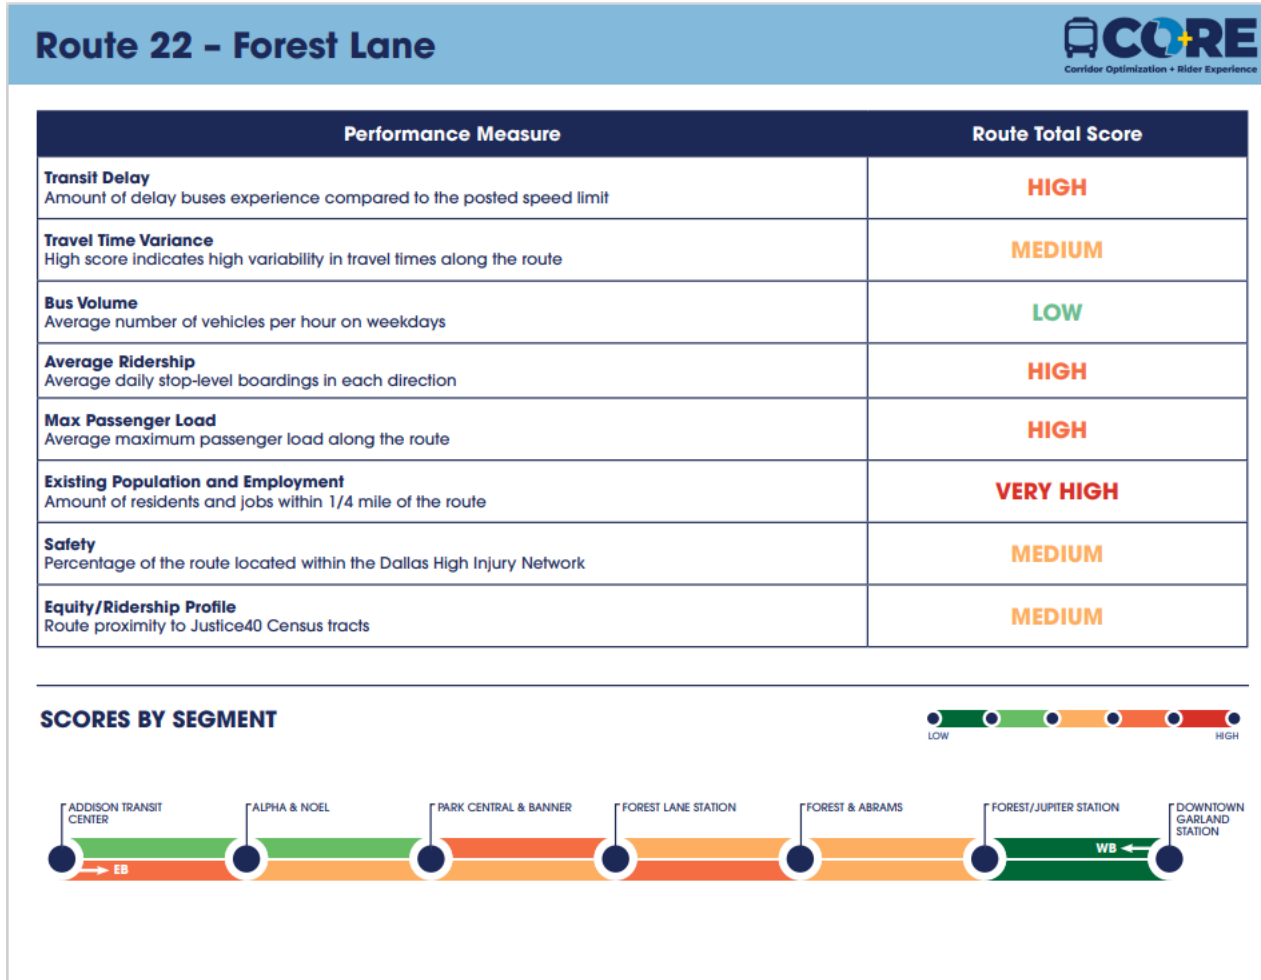 Route 22 – Forest Lane
CO+RE
Corridor Optimization + Rider Experience
Performance Measure
Route Total Score
Transit Delay
Amount of delay buses experience compared to the posted speed limit
HIGH
Travel Time Variance
High score indicates high variability in travel times along the route
MEDIUM
Bus Volume
Average number of vehicles per hour on weekdays
LOW
Average Ridership
Average daily stop-level boardings in each direction
HIGH
Max Passenger Load
Average maximum passenger load along the route
HIGH
Existing Population and Employment
Amount of residents and jobs within 1/4 mile of the route
VERY HIGH
Safety
Percentage of the route located within the Dallas High Injury Network
MEDIUM
Equity/Ridership Profile
Route proximity to Justice40 Census tracts
MEDIUM
SCORES BY SEGMENT
LOW
HIGH
ADDISON TRANSIT
CENTER
ALPHA & NOEL
PARK CENTRAL & BANNER
FOREST LANE STATION
FOREST & ABRAMS
FOREST/JUPITER STATION
DOWNTOWN
GARLAND
STATION
WB
EB